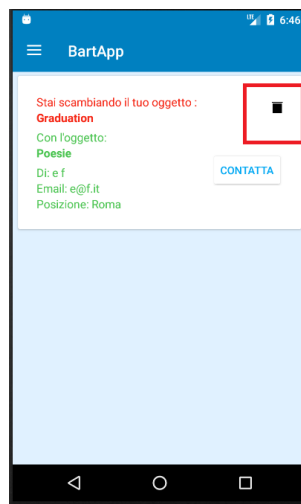 6:46
BartApp
Stai scambiando il tuo oggetto :
Graduation
Con l'oggetto:
Poesie
Di: e f
Email: e@f.it
Posizione: Roma
CONTATTA